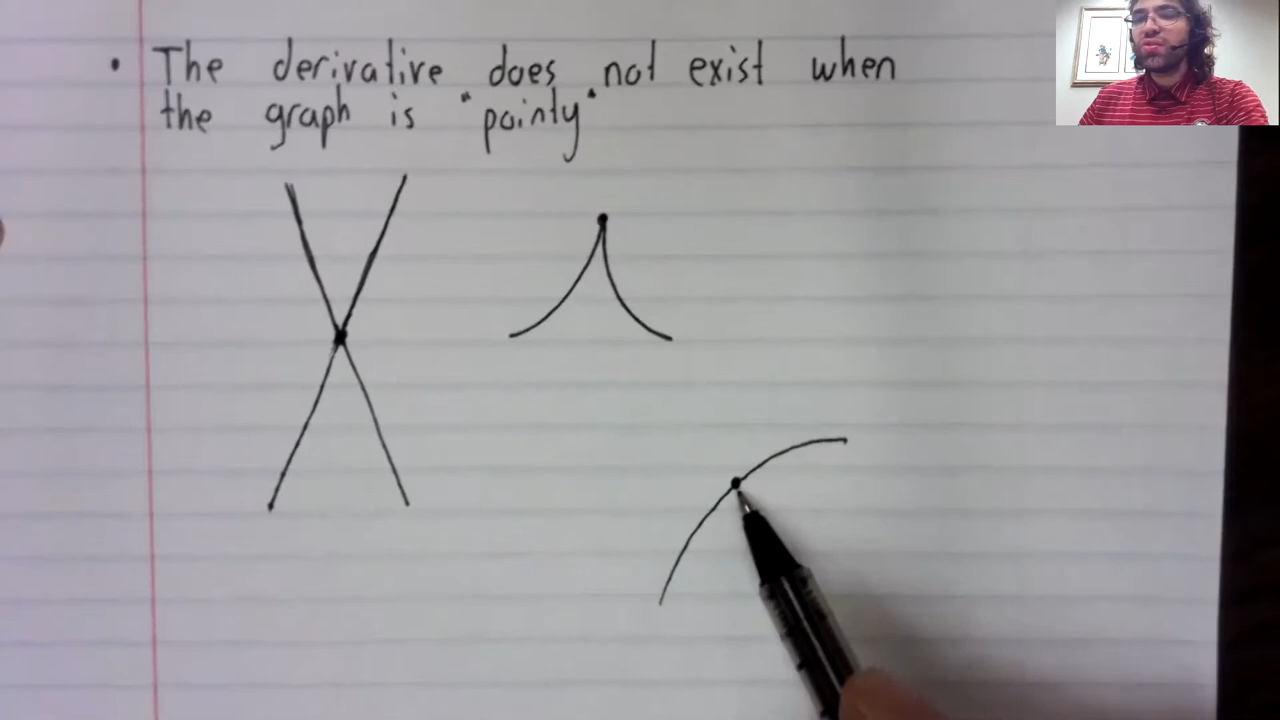 • The derivative does not exist when
the graph is "pointy"